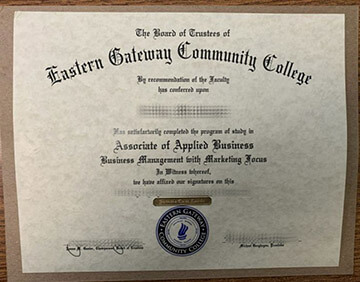 The Board of Trustees of
Eastern Gateway Community College
By recommendation of the Faculty
has conferred upon
Has satisfactorily completed the program of study in
Associate of Applied Business
Business Management with Marketing Focus
In Witness whereof,
we have affixed our signatures on this
EASTERN GATEWAY
COMMUNITY COLLEGE